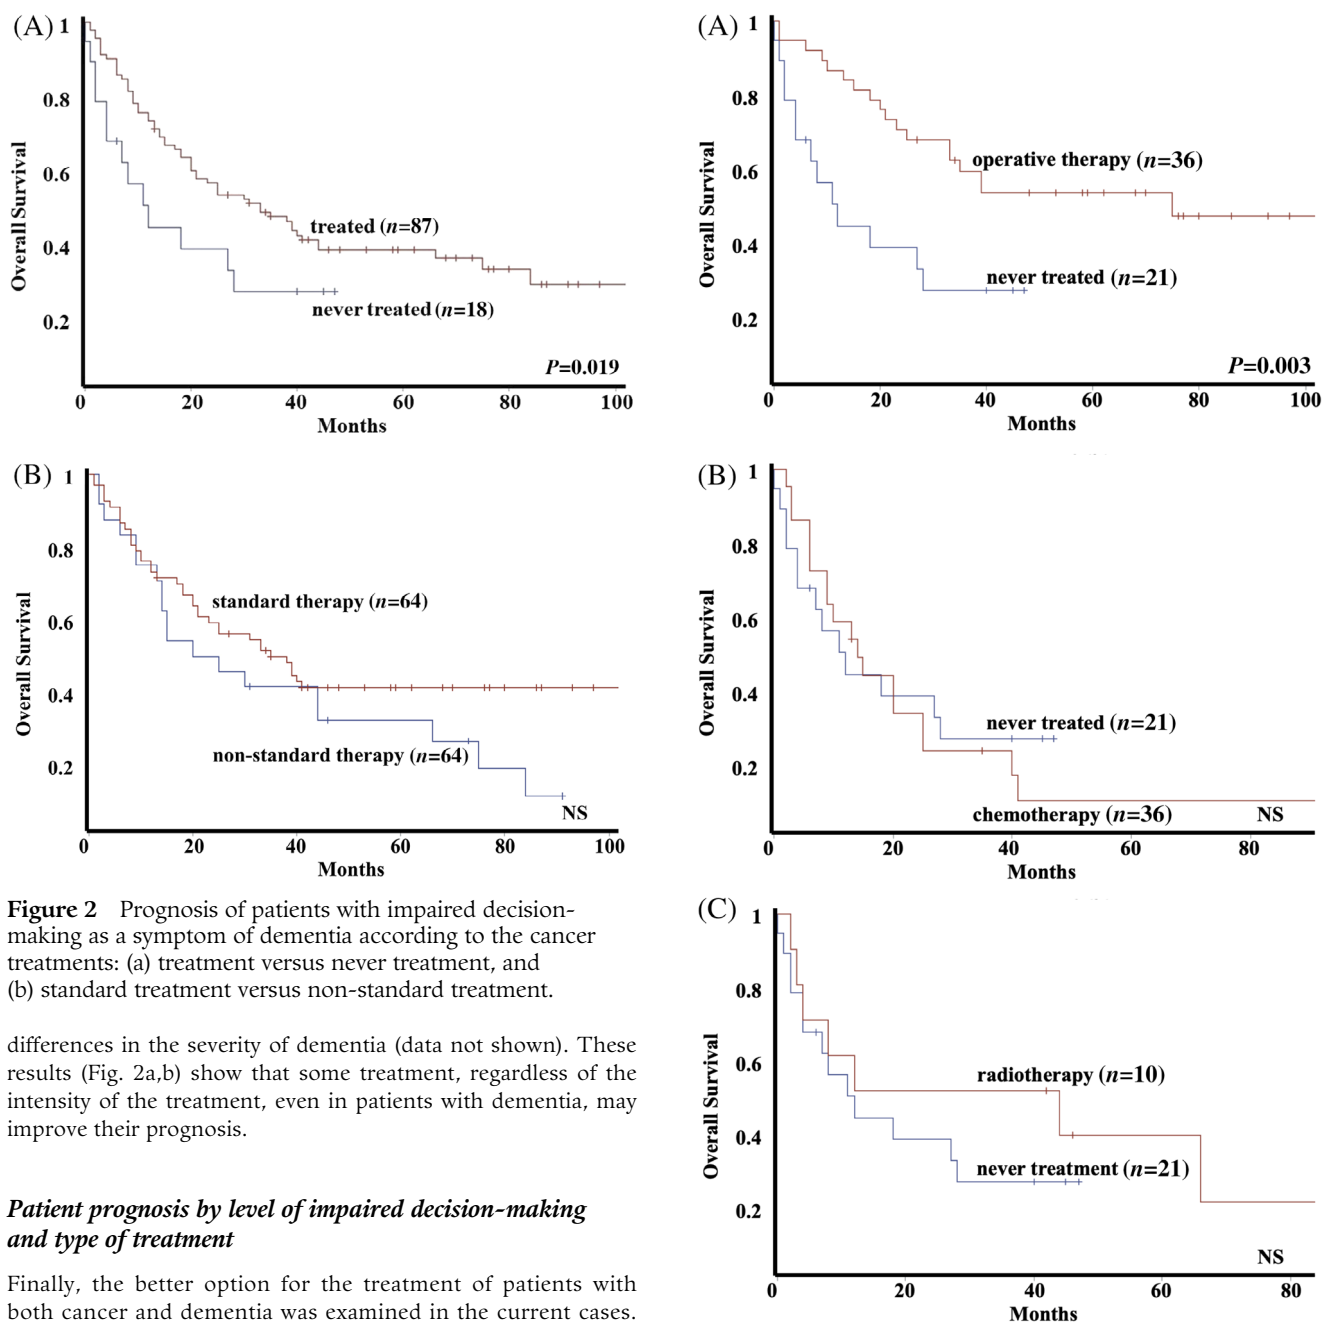 (A)
1
0.8
0.6
0.4
0.2
Overall Survival
treated (n=87)
never treated (n=18)
P=0.019
0 20 40 60 80 100
Months
(B)
1
0.8
0.6
0.4
0.2
Overall Survival
standard therapy (n=64)
non-standard therapy (n=64)
NS
0 20 40 60 80 100
Months
Figure 2 Prognosis of patients with impaired decision-
making as a symptom of dementia according to the cancer
treatments: (a) treatment versus never treatment, and
(b) standard treatment versus non-standard treatment.
differences in the severity of dementia (data not shown). These
results (Fig. 2a,b) show that some treatment, regardless of the
intensity of the treatment, even in patients with dementia, may
improve their prognosis.
Patient prognosis by level of impaired decision-making
and type of treatment
Finally, the better option for the treatment of patients with
both cancer and dementia was examined in the current cases.
(A)
1
0.8
0.6
0.4
0.2
Overall Survival
operative therapy (n=36)
never treated (n=21)
P=0.003
0 20 40 60 80 100
Months
(B)
1
0.8
0.6
0.4
0.2
Overall Survival
never treated (n=21)
chemotherapy (n=36)
NS
0 20 40 60 80
Months
(C)
1
0.8
0.6
0.4
0.2
Overall Survival
radiotherapy (n=10)
never treatment (n=21)
NS
0 20 40 60 80
Months